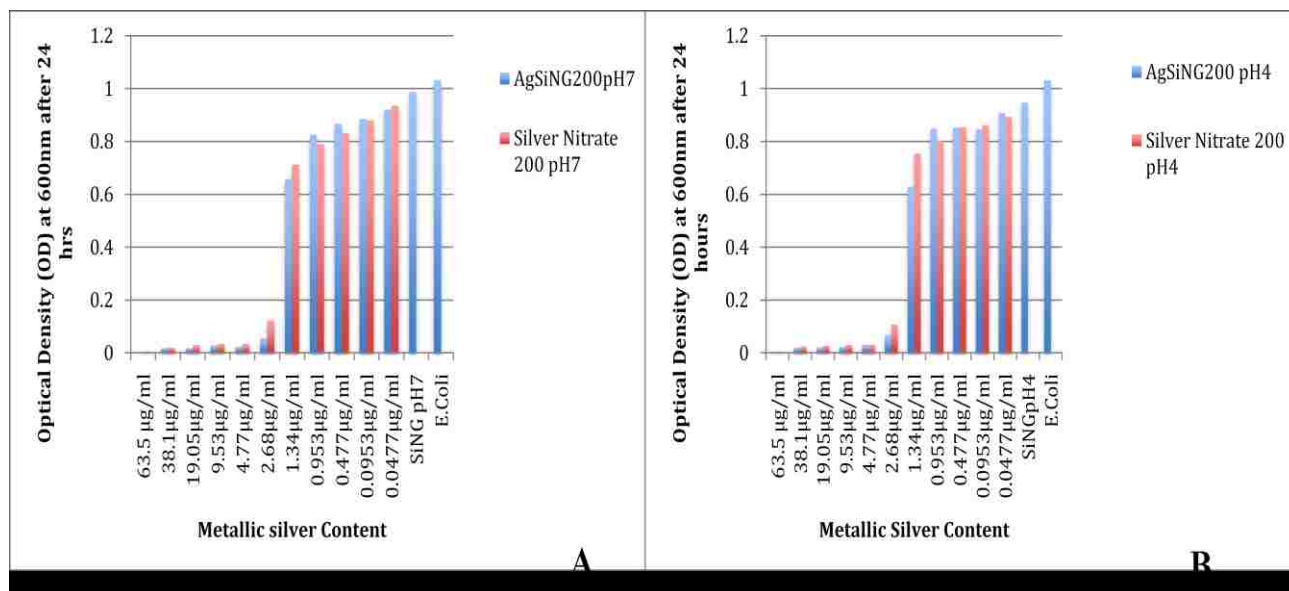 Optical Density (OD) at 600nm after 24
hrs
1.2
1
0.8
0.6
0.4
0.2
0
63.5 µg/ml
38.1µg/ml
19.05µg/ml
9.53µg/ml
4.77µg/ml
2.68µg/ml
1.34µg/ml
0.953µg/ml
0.477µg/ml
0.0953µg/ml
0.0477µg/ml
SiNG pH7
E.Coli
Metallic silver Content
AgSiNG200pH7
Silver Nitrate
200 pH7
A
Optical Density (OD) at 600nm after 24
hours
1.2
1
0.8
0.6
0.4
0.2
0
63.5 µg/ml
38.1µg/ml
19.05µg/ml
9.53µg/ml
4.77µg/ml
2.68µg/ml
1.34µg/ml
0.953µg/ml
0.477µg/ml
0.0953µg/ml
0.0477µg/ml
SiNGpH4
E.Coli
Metallic Silver Content
AgSiNG200 pH4
Silver Nitrate 200
pH4
B